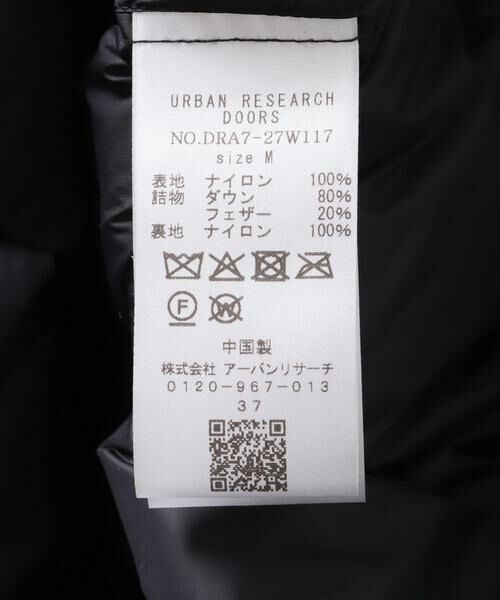 URBAN RESEARCH
DOORS
NO.DRA7-27W117
size M
表地 ナイロン 100%
詰物 ダウン 80%
フェザー 20%
裏地 ナイロン 100%
F W
中国製
株式会社 アーバンリサーチ
0120-967-013
37